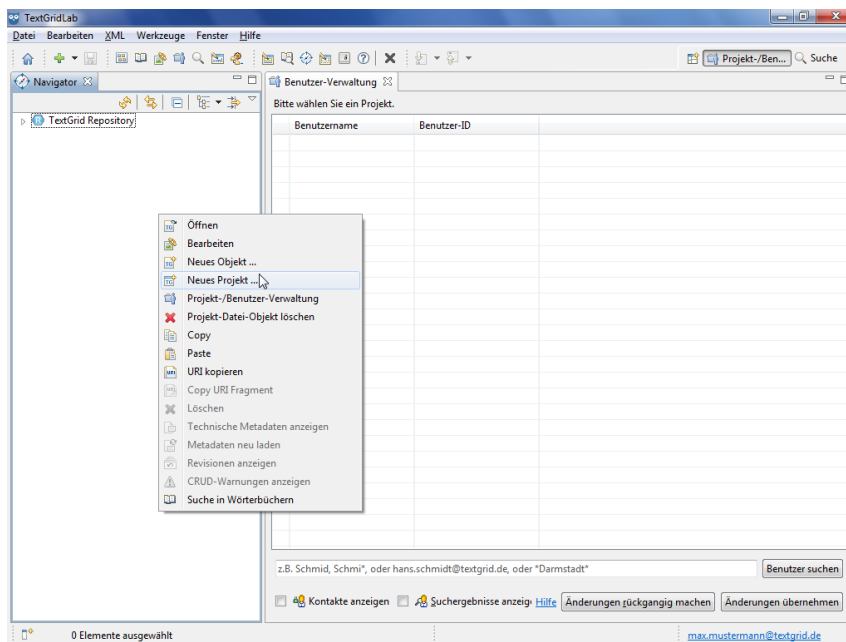 TextGridLab
Datei Bearbeiten XML Werkzeuge Fenster Hilfe
Projekt-/Ben... Suche
Navigator
Benutzer-Verwaltung
TextGrid Repository
Bitte wählen Sie ein Projekt.
Benutzername Benutzer-ID
Öffnen
Bearbeiten
Neues Objekt ...
Neues Projekt ...
Projekt-/Benutzer-Verwaltung
Projekt-Datei-Objekt löschen
Copy
Paste
URI kopieren
Copy URI Fragment
Löschen
Technische Metadaten anzeigen
Metadaten neu laden
Revisionen anzeigen
CRUD-Warnungen anzeigen
Suche in Wörterbüchern
z.B. Schmid, Schmi*, oder hans.schmidt@textgrid.de, oder "Darmstadt"
Benutzer suchen
Kontakte anzeigen Suchergebnisse anzeig Hilfe Änderungen rückgangig machen Änderungen übernehmen
0 Elemente ausgewählt
max.mustermann@textgrid.de